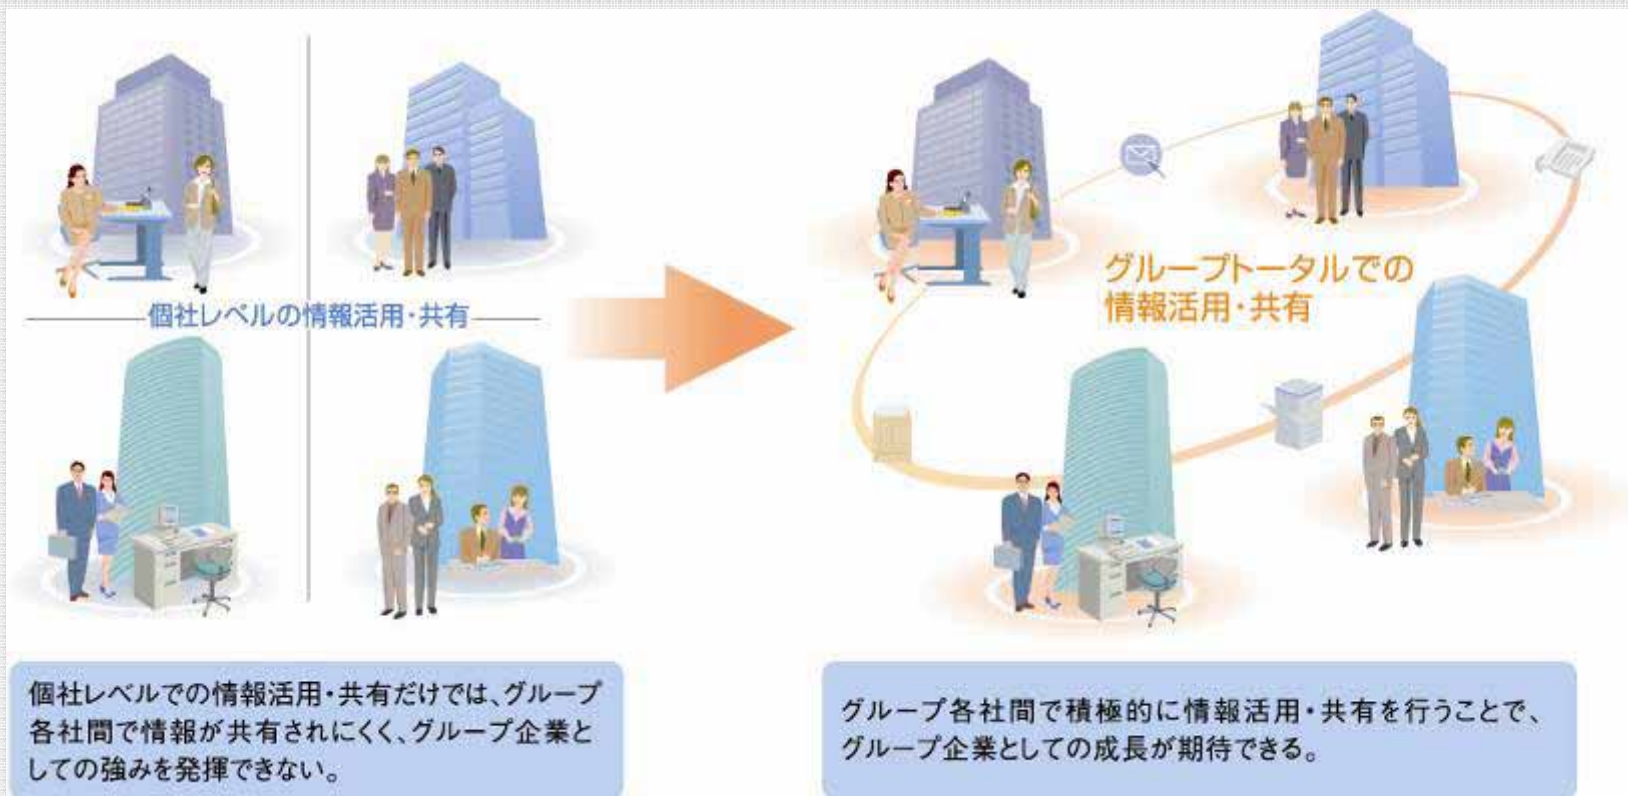 個社レベルの情報活用・共有
グループトータルでの
情報活用・共有
個社レベルでの情報活用・共有だけでは、グループ
各社間で情報が共有されにくく、グループ企業と
しての強みを発揮できない。
グループ各社間で積極的に情報活用・共有を行うことで、
グループ企業としての成長が期待できる。